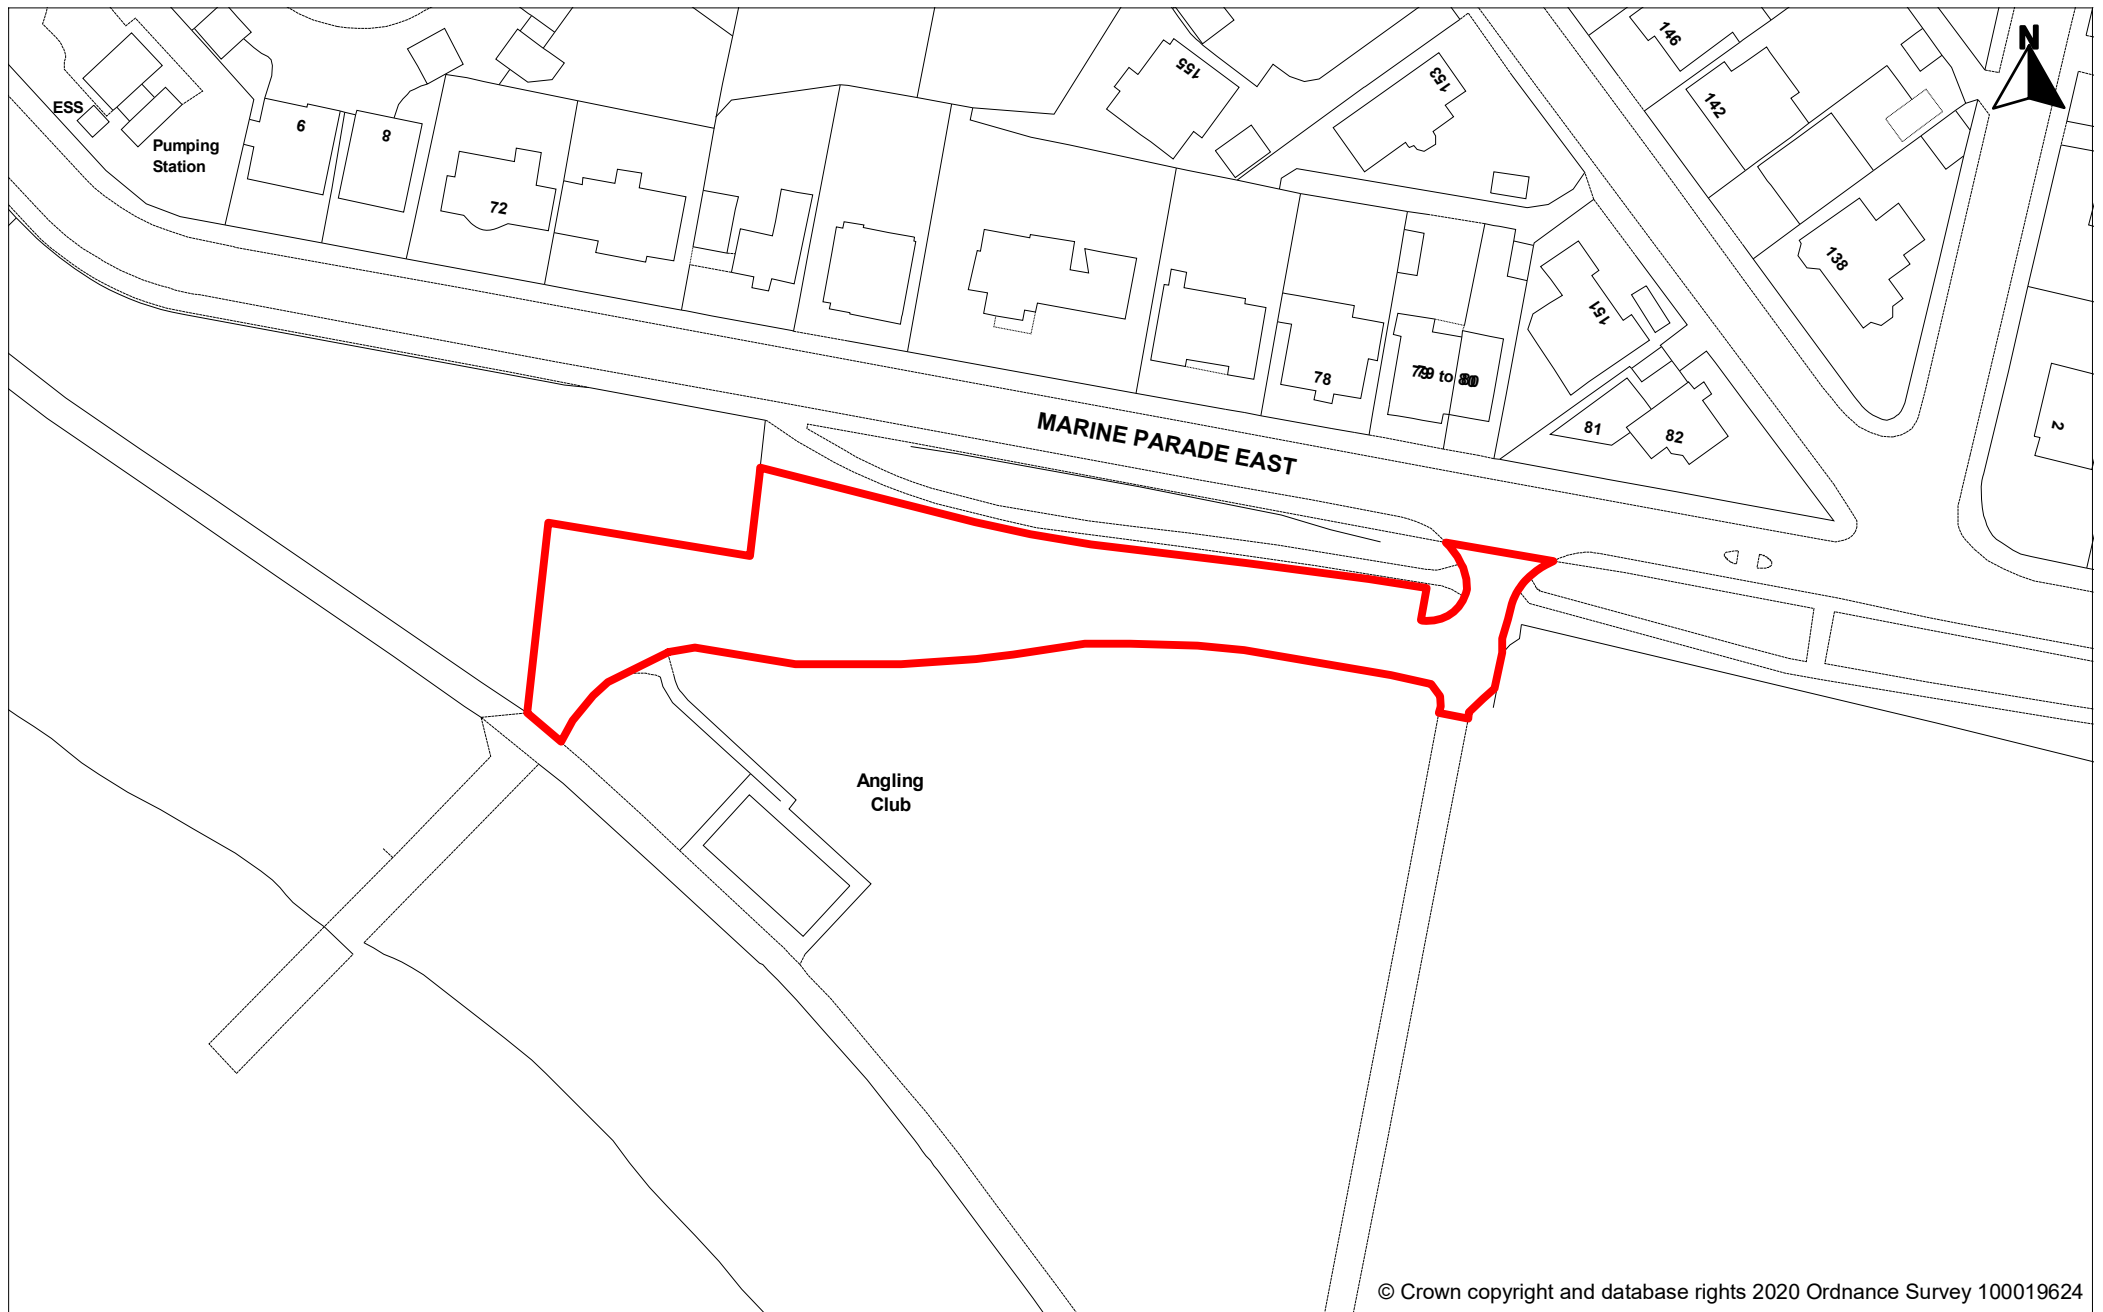 N
146
155
153
142
ESS
6
8
Pumping
Station
72
138
151
78
79 to 80
81
82
2
MARINE PARADE EAST
Angling
Club
© Crown copyright and database rights 2020 Ordnance Survey 100019624